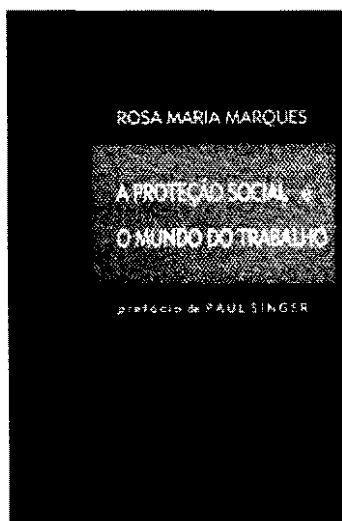 ROSA MARIA MARQUES
A PROTEÇÃO SOCIAL e
O MUNDO DO TRABALHO
prefácio de PAUL SINGER